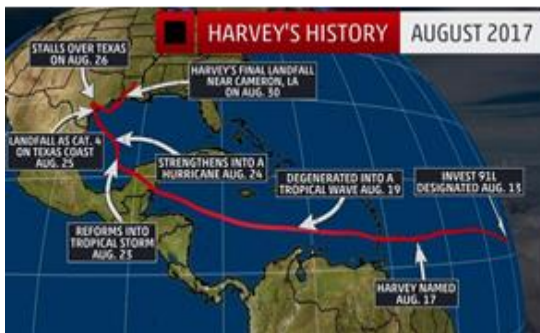 HARVEY'S HISTORY
AUGUST 2017
STALLS OVER TEXAS
ON AUG. 26
HARVEY'S FINAL LANDFALL
NEAR CAMERON, LA
ON AUG. 30
LANDFALL AS CAT. 4
ON TEXAS COAST
AUG. 25
STRENGTHENS INTO A
HURRICANE AUG. 24
DEGENERATED INTO A
TROPICAL WAVE AUG. 19
INVEST 91L
DESIGNATED AUG. 13
REFORMS INTO
TROPICAL STORM
AUG. 23
HARVEY NAMED
AUG. 17